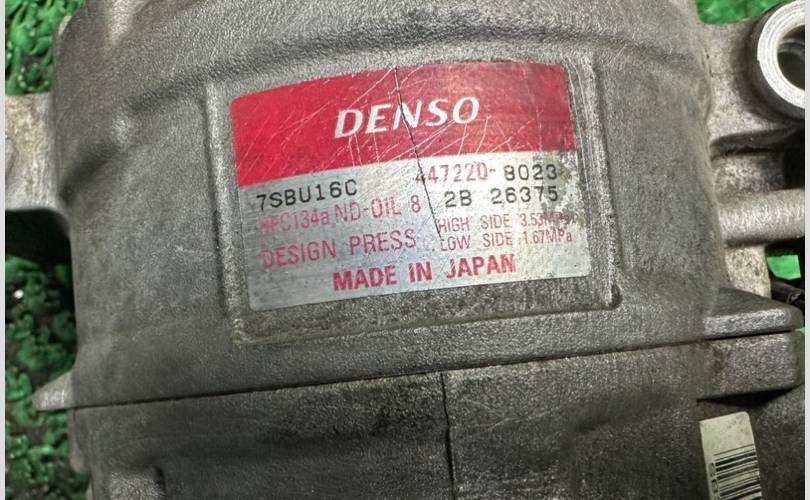 DENSO
7SBU16C 447220-8023
HFC134a ND-OIL 8 2B 26375
DESIGN PRESS HIGH SIDE 3.53MPa
LOW SIDE 1.67MPa
MADE IN JAPAN